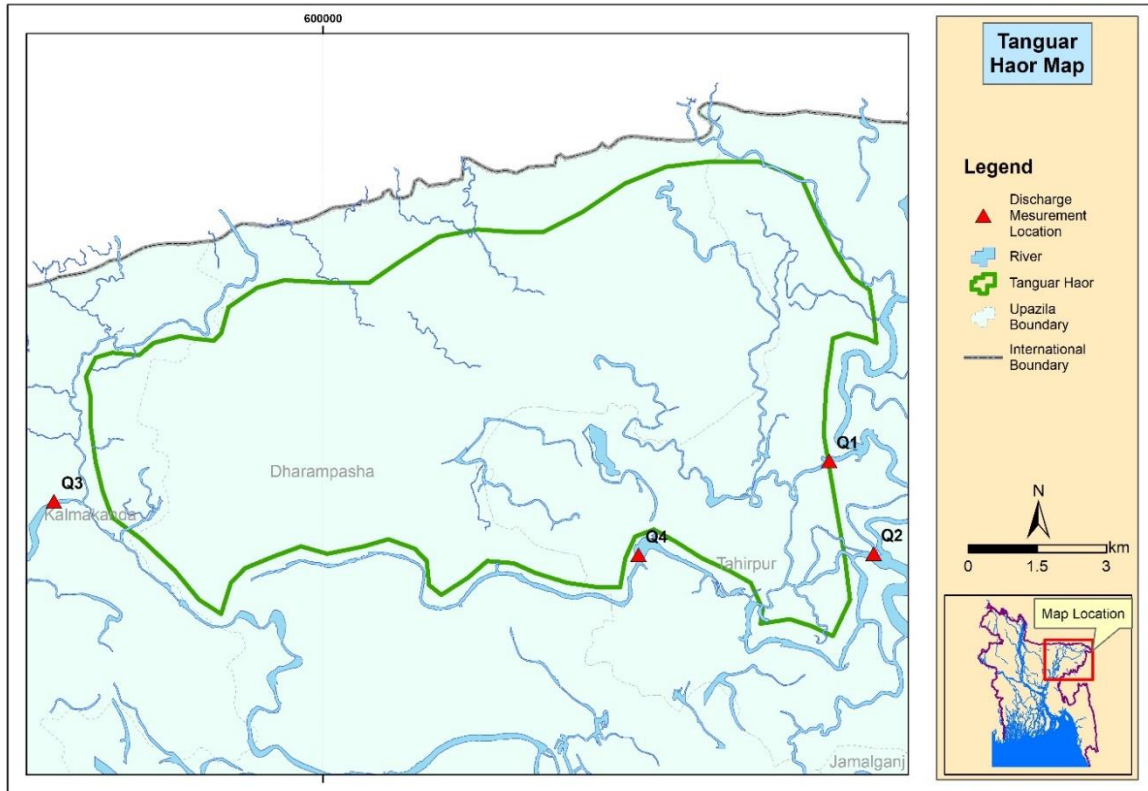 600000
Tanguar
Haor Map
Legend
Discharge
Mesurement
Location
River
Tanguar Haor
Upazila
Boundary
International
Boundary
Q1
Dharampasha
Q3
Kalmakanda
Q4
Q2
Tahirpur
N
km
0 1.5 3
Map Location
Jamalganj